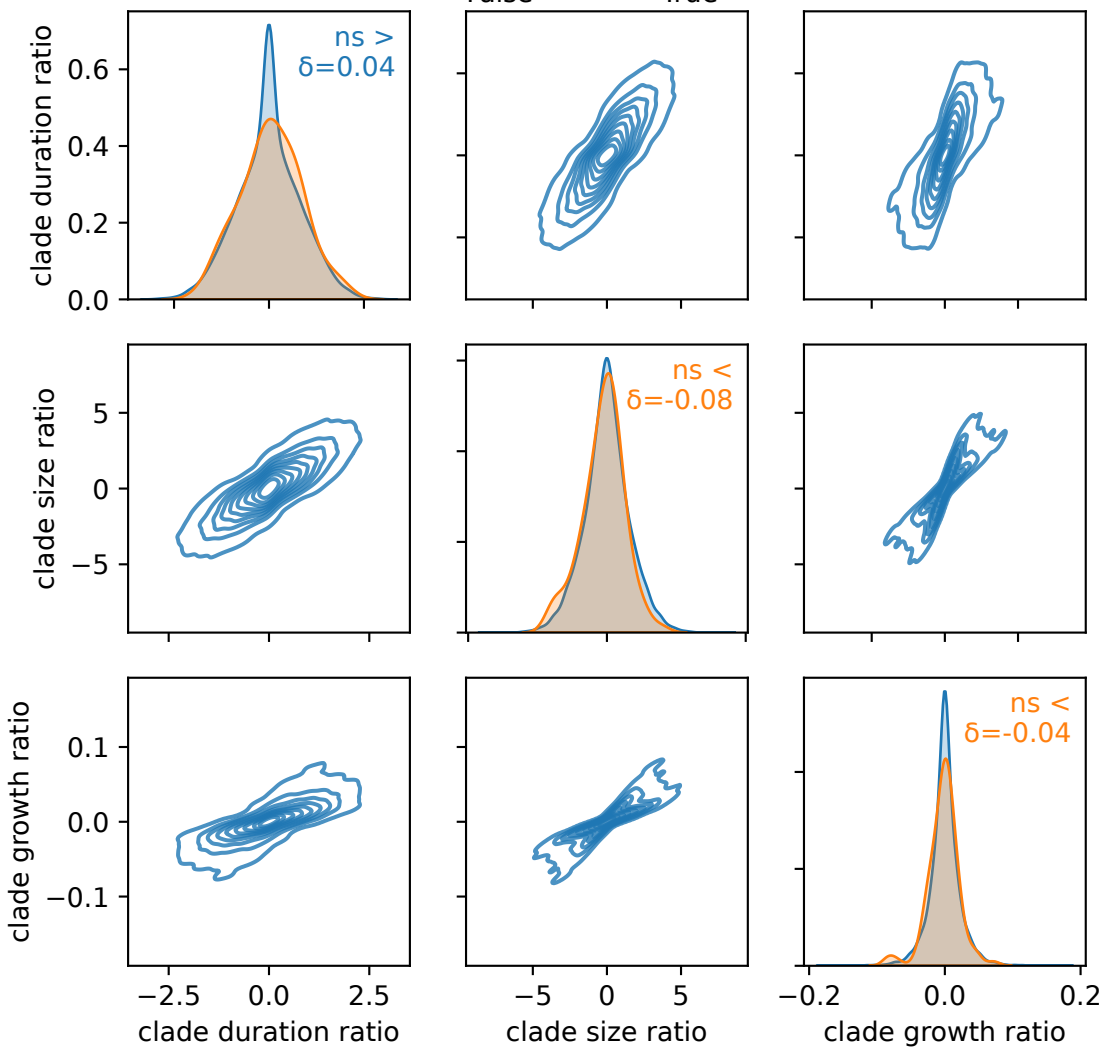 clade duration ratio
0.6
0.4
0.2
0.0
ns >
δ=0.04
clade size ratio
5
0
−5
ns <
δ=-0.08
−5
0
5
clade growth ratio
0.1
0.0
−0.1
ns <
δ=-0.04
−2.5
0.0
2.5
−5
0
5
−0.2
0.0
0.2
clade duration ratio
clade size ratio
clade growth ratio